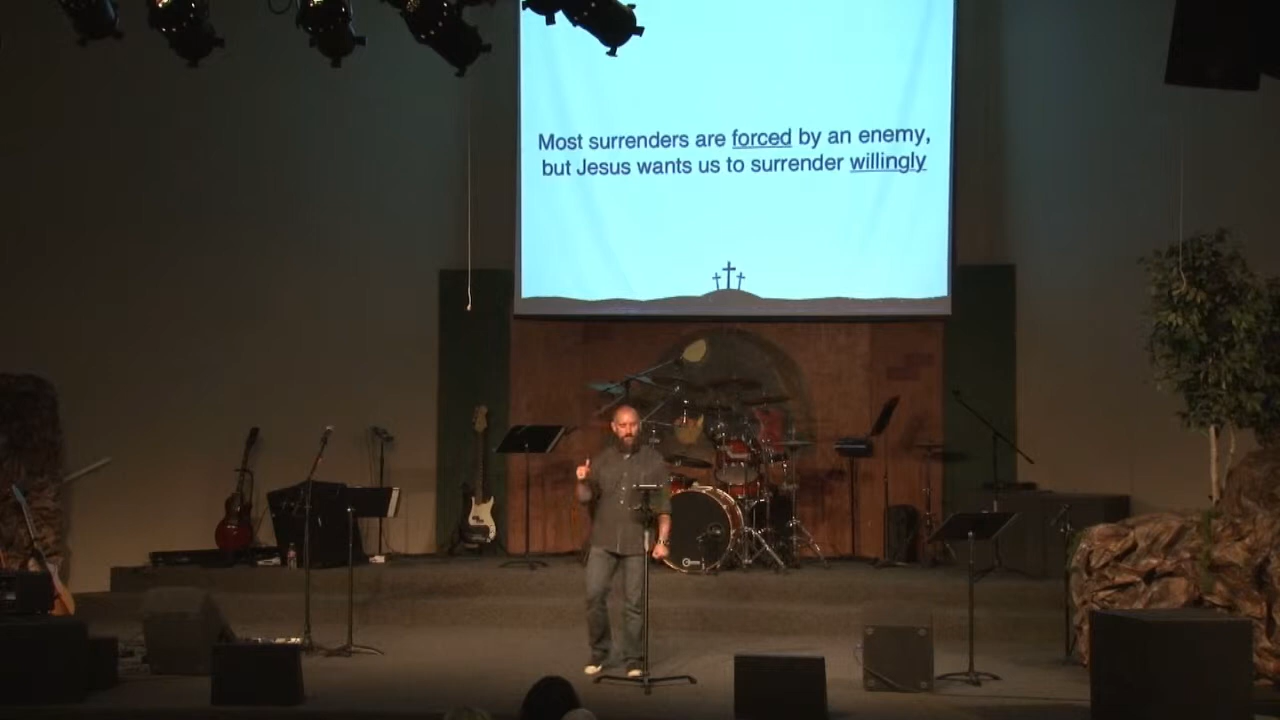 Most surrenders are forced by an enemy,
but Jesus wants us to surrender willingly